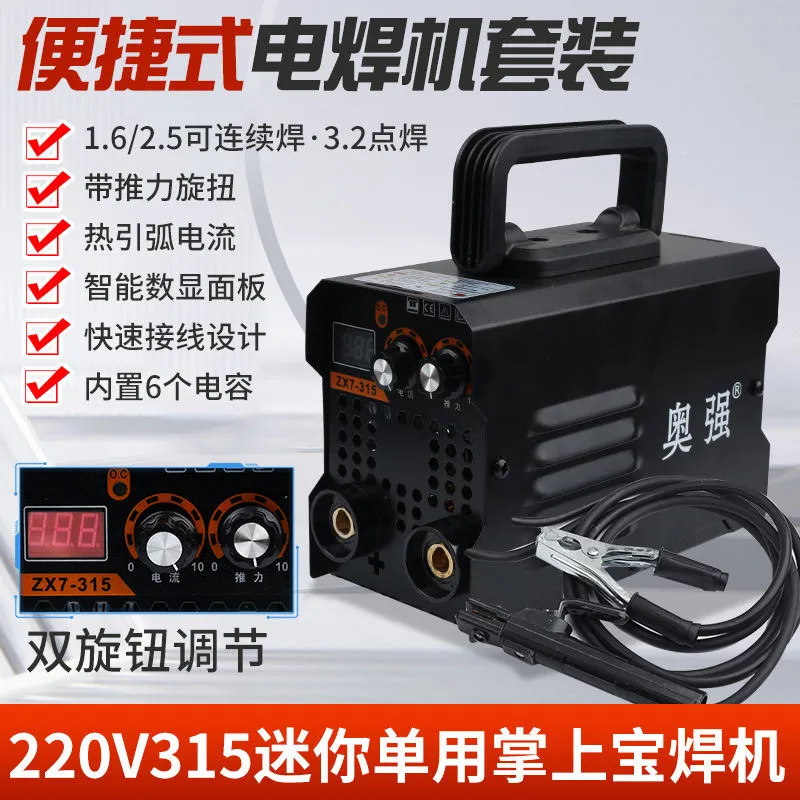 便捷式电焊机套装
1.6/2.5可连续焊·3.2点焊
带推力旋扭
热引弧电流
智能数显面板
快速接线设计
内置6个电容
O.C
ZX7-315
电流
推力
CE
奥强®
+
O.C
8.8.8.
ZX7-315
0 电流 10
0 推力 10
双旋钮调节
220V315迷你单用掌上宝焊机